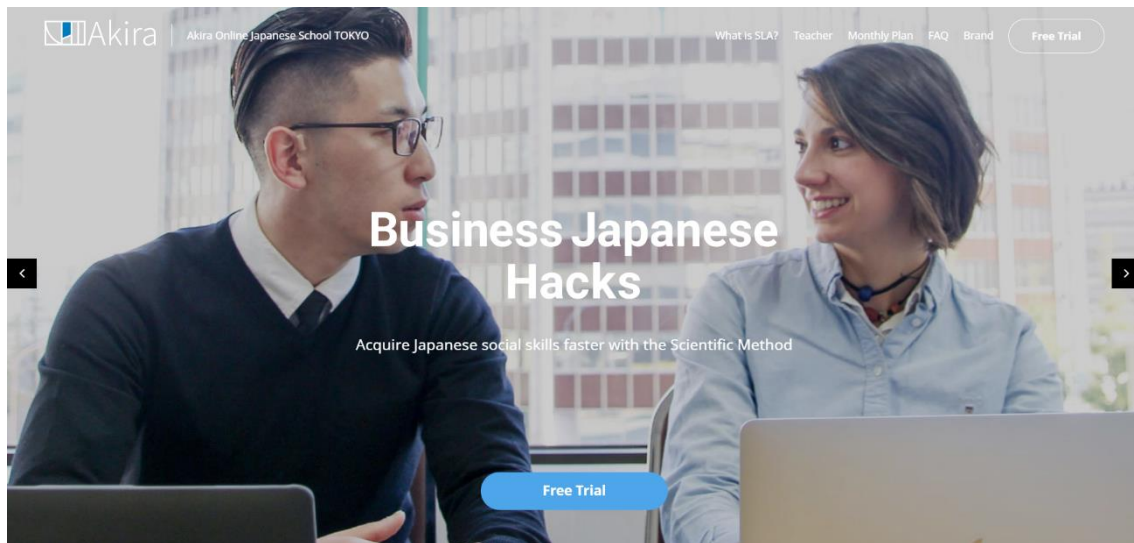 Akira
Akira Online Japanese School TOKYO
What is SLA? Teacher Monthly Plan FAQ Brand Free Trial
Business Japanese
Hacks
Acquire Japanese social skills faster with the Scientific Method
Free Trial